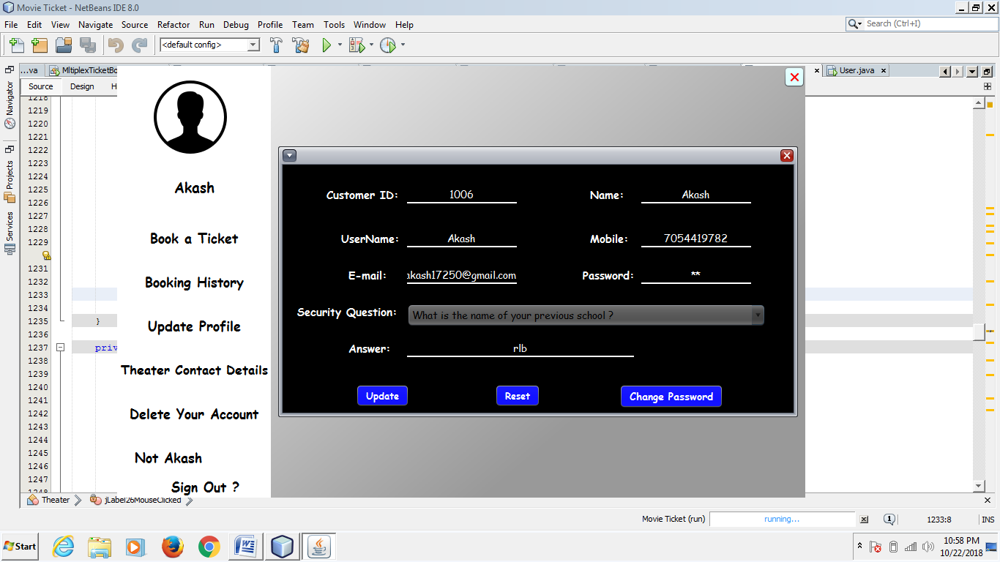 Movie Ticket - NetBeans IDE 8.0
File Edit View Navigate Source Refactor Run Debug Profile Team Tools Window Help
Search (Ctrl+I)
<default config>
...va MltiplexTicketBo User.java
Source Design H
Navigator
Projects
Services
1218
1219
1220
1221
1222
1223
1224
1225
1226
1227
1228
1229
1231
1232
1233
1234
1235 }
1236
1237 priv
1238
1239
1240
1241
1242
1243
1244
1245
1246
1247
1248
Akash
Book a Ticket
Booking History
Update Profile
Theater Contact Details
Delete Your Account
Not Akash
Sign Out ?
Customer ID: 1006 Name: Akash
UserName: Akash Mobile: 7054419782
E-mail: akash17250@gmail.com Password: **
Security Question: What is the name of your previous school ?
Answer: rlb
Update Reset Change Password
Theater jLabel26MouseClicked
Movie Ticket (run) running... 1 1233:8 INS
Start
10:58 PM
10/22/2018